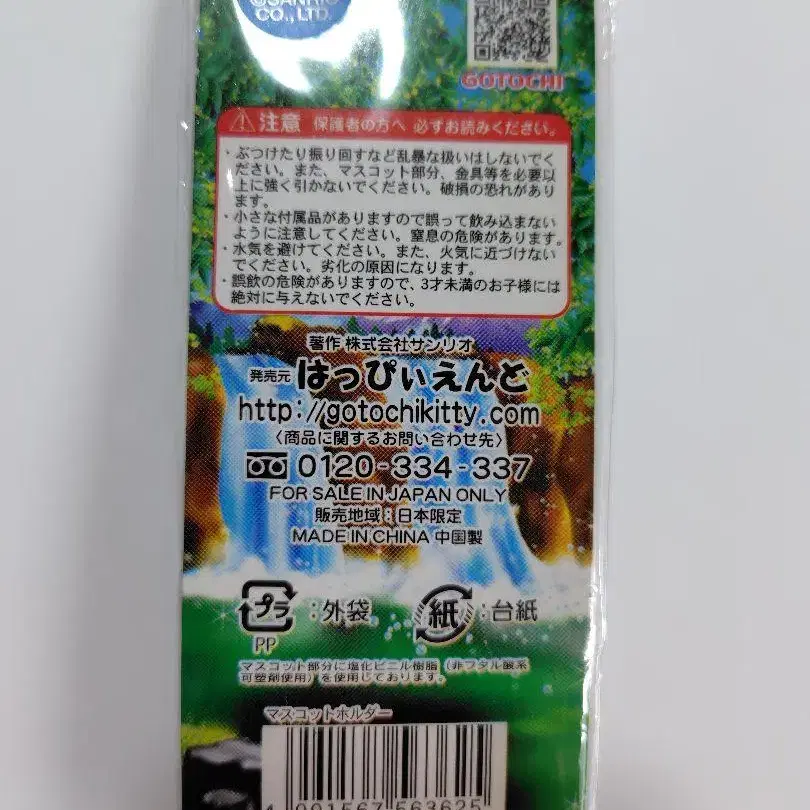 ©SANRIO
CO., LTD.
GOTOCHI
注意 保護者の方へ 必ずお読みください。
・ぶつけたり振り回すなど乱暴な扱いはしないでく
ださい。また、マスコット部分、金具等を必要以
上に強く引かないでください。破損の恐れがあり
ます。
・小さな付属品がありますので誤って飲み込まない
ように注意してください。窒息の危険があります。
・水気を避けてください。また、火気に近づけない
でください。劣化の原因になります。
・誤飲の危険がありますので、3才未満のお子様には
絶対に与えないでください。
著作 株式会社サンリオ
発売元 はっぴぃえんど
http://gotochikitty.com
〈商品に関するお問い合わせ先〉
0120-334-337
FOR SALE IN JAPAN ONLY
販売地域:日本限定
MADE IN CHINA 中国製
プラ :外袋 紙 :台紙
PP
マスコット部分に塩化ビニル樹脂(非フタル酸系
可塑剤使用)を使用しております。
マスコットホルダー
563625